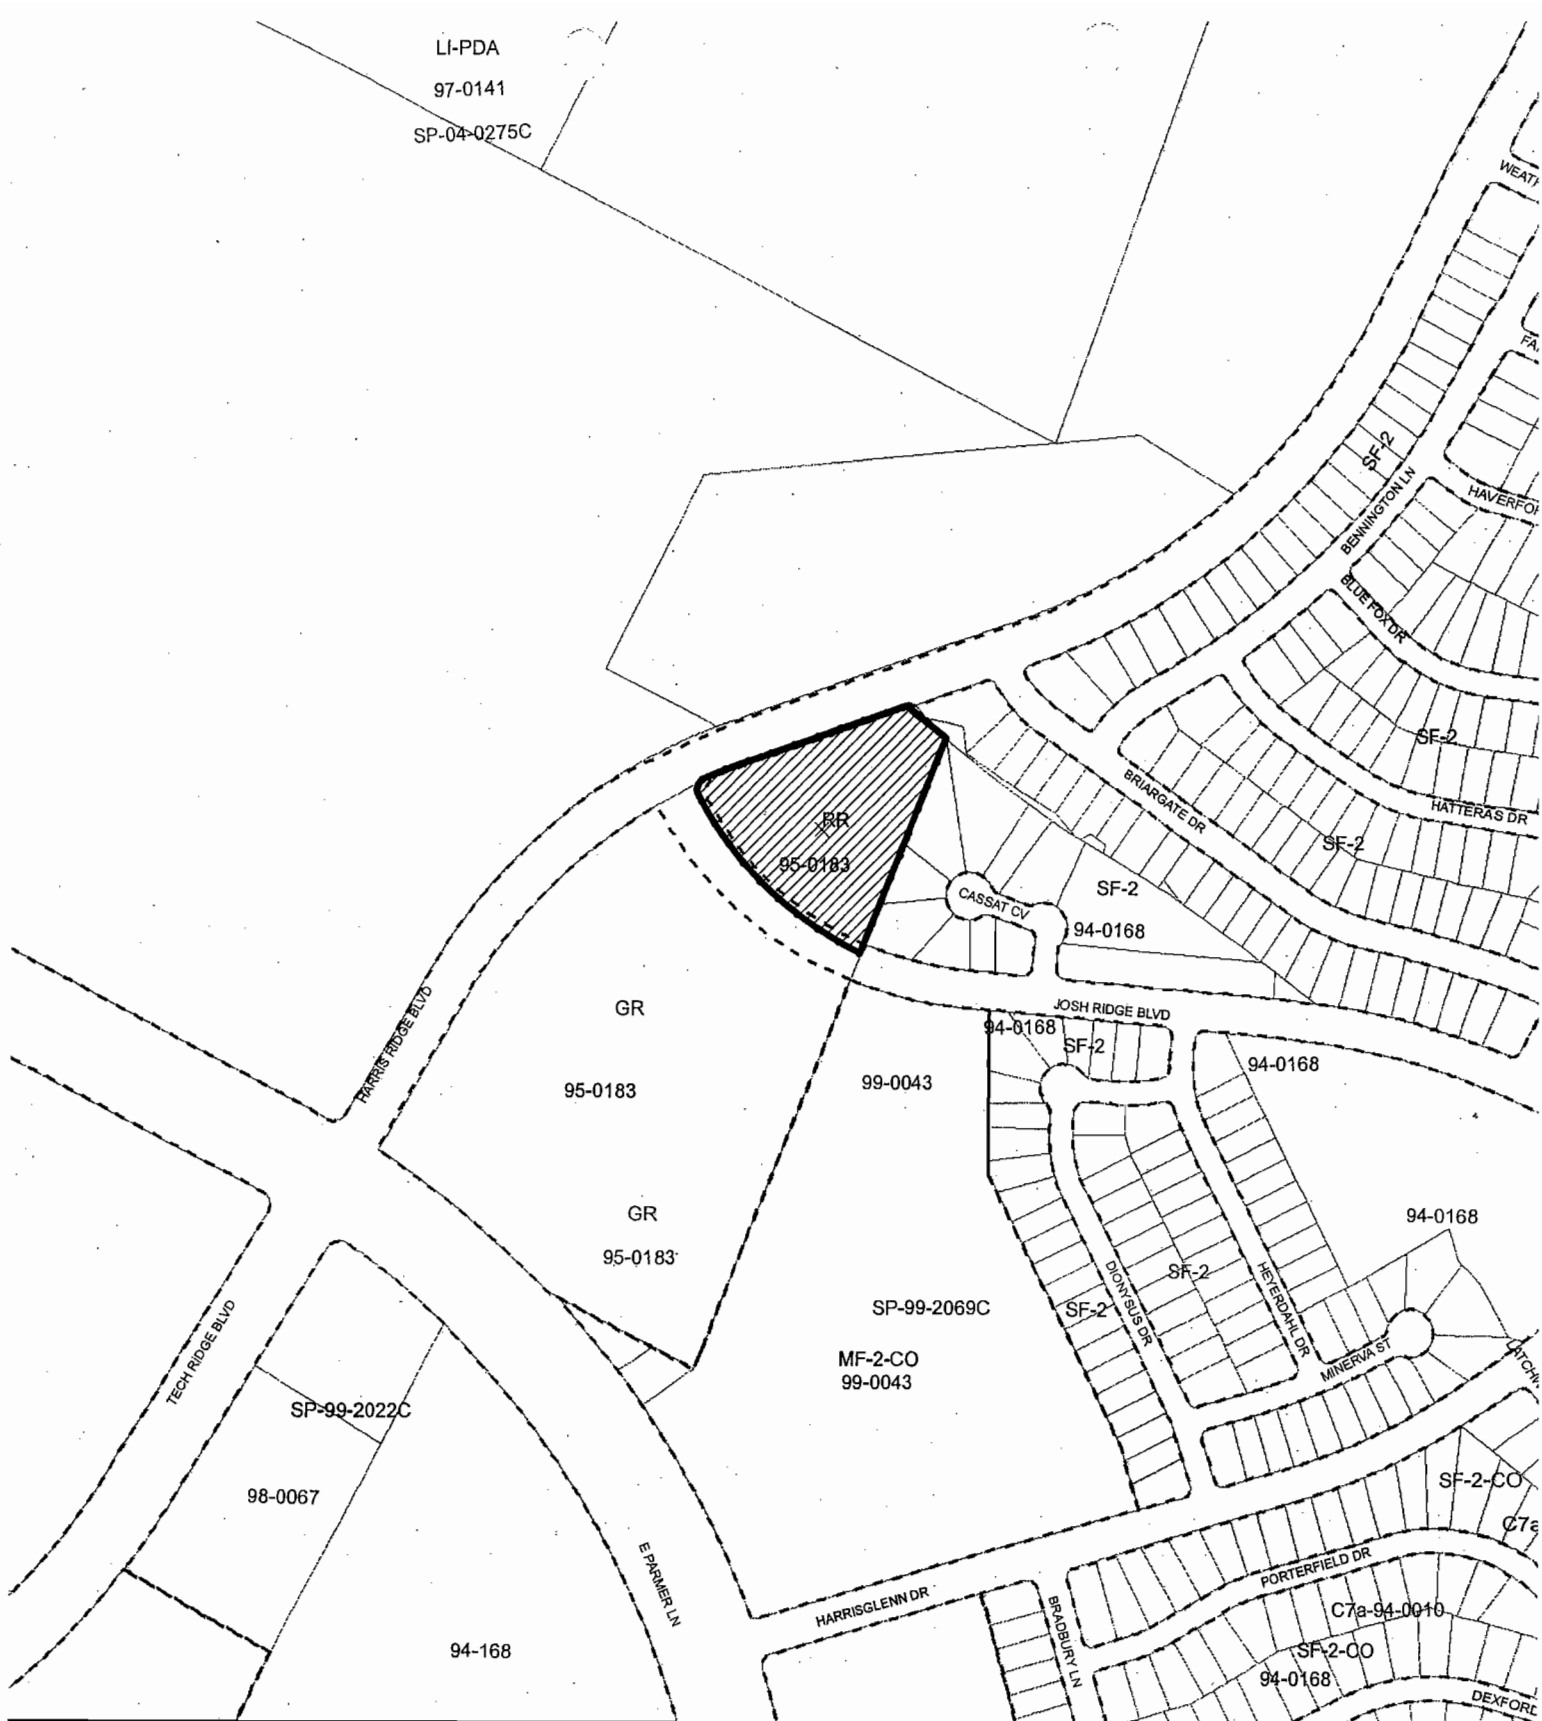 LI-PDA
97-0141
SP-04-0275C
SF-2
BENNINGTON LN
BLUE FOX DR
SF-2
BRIARGATE DR
HATTERAS DR
SF-2
RR
95-0183
CASSAT CV
SF-2
94-0168
HARRIS RIDGE BLVD
GR
JOSH RIDGE BLVD
94-0168
SF-2
94-0168
95-0183
99-0043
GR
95-0183
94-0168
DIONYSUS DR
SF-2
HEYERDAHL DR
SF-2
SP-99-2069C
MINERVA ST
MF-2-CO
99-0043
TECH RIDGE BLVD
SP-99-2022C
98-0067
SF-2-CO
E PARMER LN
PORTERFIELD DR
HARRISGLENN DR
BRADBURY LN
C7a-94-0010
SF-2-CO
94-168
94-0168
DEXFORD